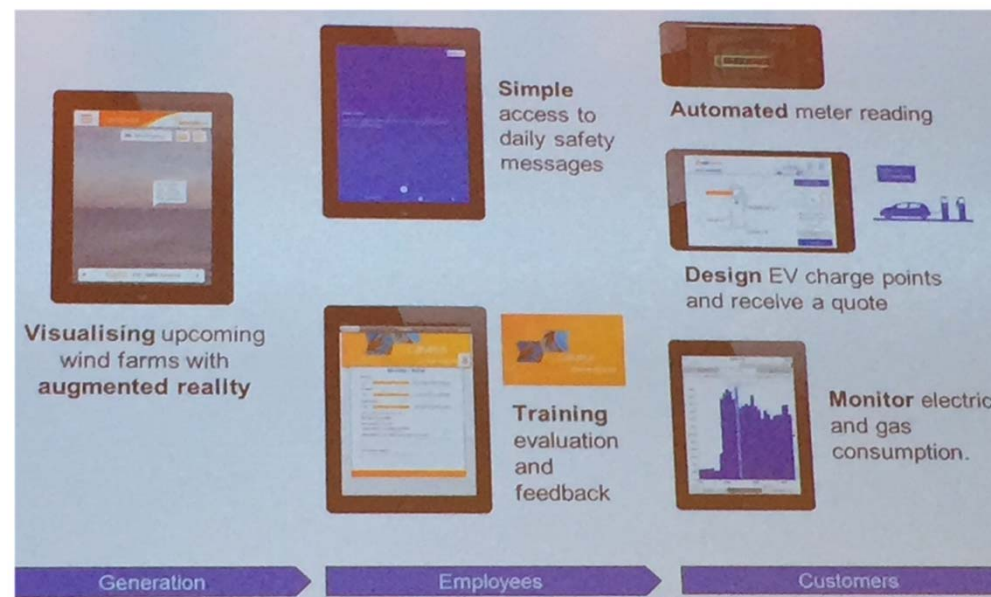 Visualising upcoming
wind farms with
augmented reality
Simple
access to
daily safety
messages
Training
evaluation
and
feedback
Automated meter reading
Design EV charge points
and receive a quote
Monitor electric
and gas
consumption.
Generation
Employees
Customers